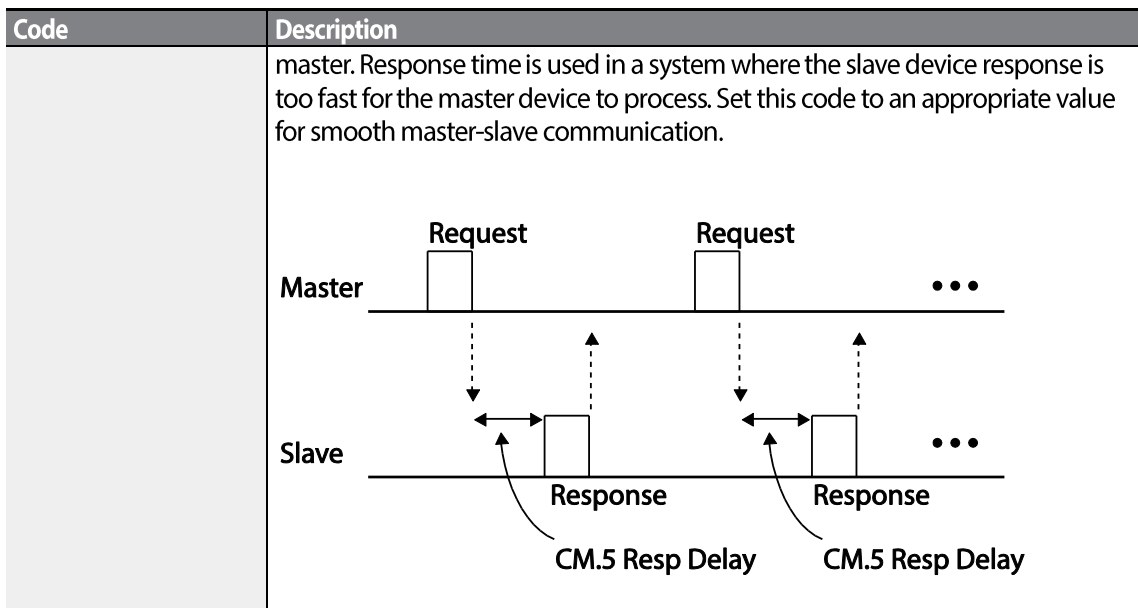 Code Description
master. Response time is used in a system where the slave device response is
too fast for the master device to process. Set this code to an appropriate value
for smooth master-slave communication.
Request Request
Master
Slave
Response Response
CM.5 Resp Delay CM.5 Resp Delay